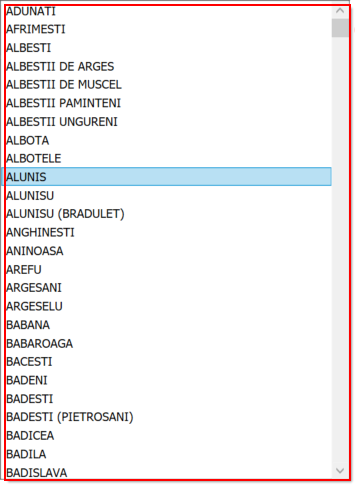 ADUNATI
AFRIMESTI
ALBESTI
ALBESTII DE ARGES
ALBESTII DE MUSCEL
ALBESTII PAMINTENI
ALBESTII UNGURENI
ALBOTA
ALBOTELE
ALUNIS
ALUNISU
ALUNISU (BRADULET)
ANGHINESTI
ANINOASA
AREFU
ARGESANI
ARGESELU
BABANA
BABAROAGA
BACESTI
BADENI
BADESTI
BADESTI (PIETROSANI)
BADICEA
BADILA
BADISLAVA